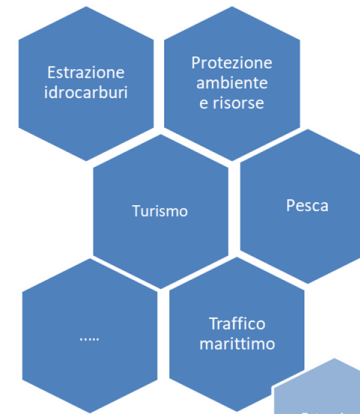 Estrazione
idrocarburi
Protezione
ambiente
e risorse
Turismo
Pesca
.....
Traffico
marittimo